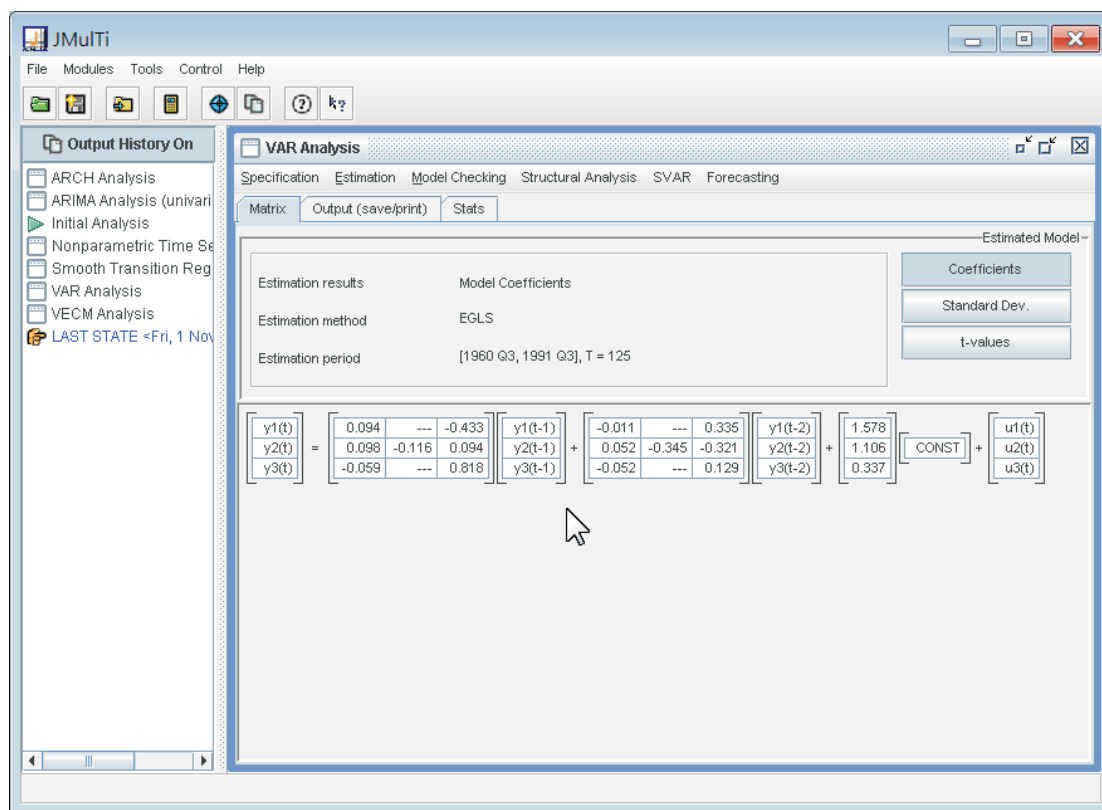 JMulTi
File Modules Tools Control Help
Output History On
ARCH Analysis
ARIMA Analysis (univari
Initial Analysis
Nonparametric Time Se
Smooth Transition Reg
VAR Analysis
VECM Analysis
LAST STATE <Fri, 1 Nov
VAR Analysis
Specification Estimation Model Checking Structural Analysis SVAR Forecasting
Matrix Output (save/print) Stats
Estimated Model
Estimation results Model Coefficients
Estimation method EGLS
Estimation period [1960 Q3, 1991 Q3], T = 125
Coefficients
Standard Dev.
t-values
y1(t) 0.094 --- -0.433 y1(t-1) -0.011 --- 0.335 y1(t-2) 1.578 u1(t)
y2(t) = 0.098 -0.116 0.094 y2(t-1) + 0.052 -0.345 -0.321 y2(t-2) + 1.106 CONST + u2(t)
y3(t) -0.059 --- 0.818 y3(t-1) -0.052 --- 0.129 y3(t-2) 0.337 u3(t)